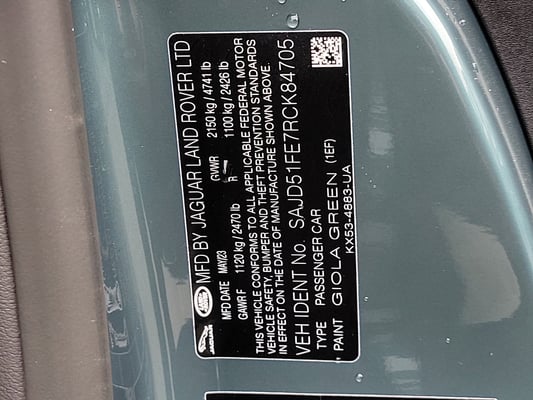 MFD BY JAGUAR LAND ROVER LTD
MFD DATE MAY/23 GVWR 2150 kg / 4741 lb
GAWR F 1120 kg / 2470 lb R 1100 kg / 2426 lb
THIS VEHICLE CONFORMS TO ALL APPLICABLE FEDERAL MOTOR
VEHICLE SAFETY, BUMPER AND THEFT PREVENTION STANDARDS
IN EFFECT ON THE DATE OF MANUFACTURE SHOWN ABOVE.
VEH IDENT No. SAJD51FE7RCK84705
TYPE PASSENGER CAR
PAINT GIOLA GREEN (1EF)
KX53-4883-UA
JAGUAR